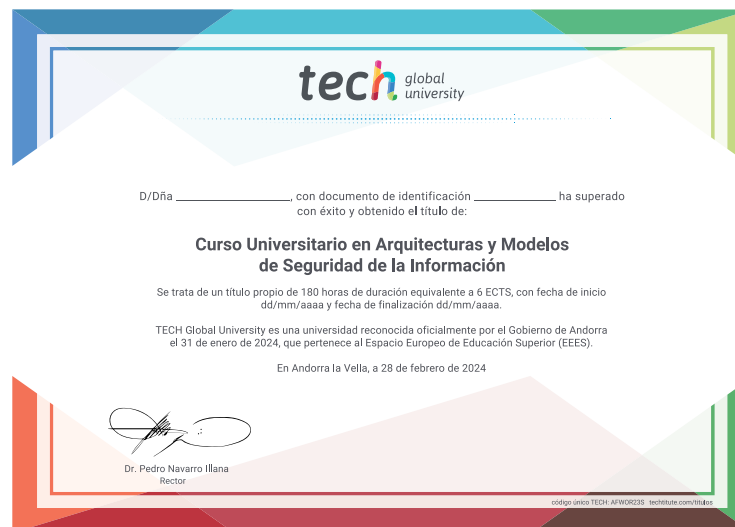 tech global
university
D/Dña ______________, con documento de identificación __________ ha superado
con éxito y obtenido el título de:
Curso Universitario en Arquitecturas y Modelos
de Seguridad de la Información
Se trata de un título propio de 180 horas de duración equivalente a 6 ECTS, con fecha de inicio
dd/mm/aaaa y fecha de finalización dd/mm/aaaa.
TECH Global University es una universidad reconocida oficialmente por el Gobierno de Andorra
el 31 de enero de 2024, que pertenece al Espacio Europeo de Educación Superior (EEES).
En Andorra la Vella, a 28 de febrero de 2024
Dr. Pedro Navarro Illana
Rector
código único TECH: AFWOR23S techtitute.com/titulos